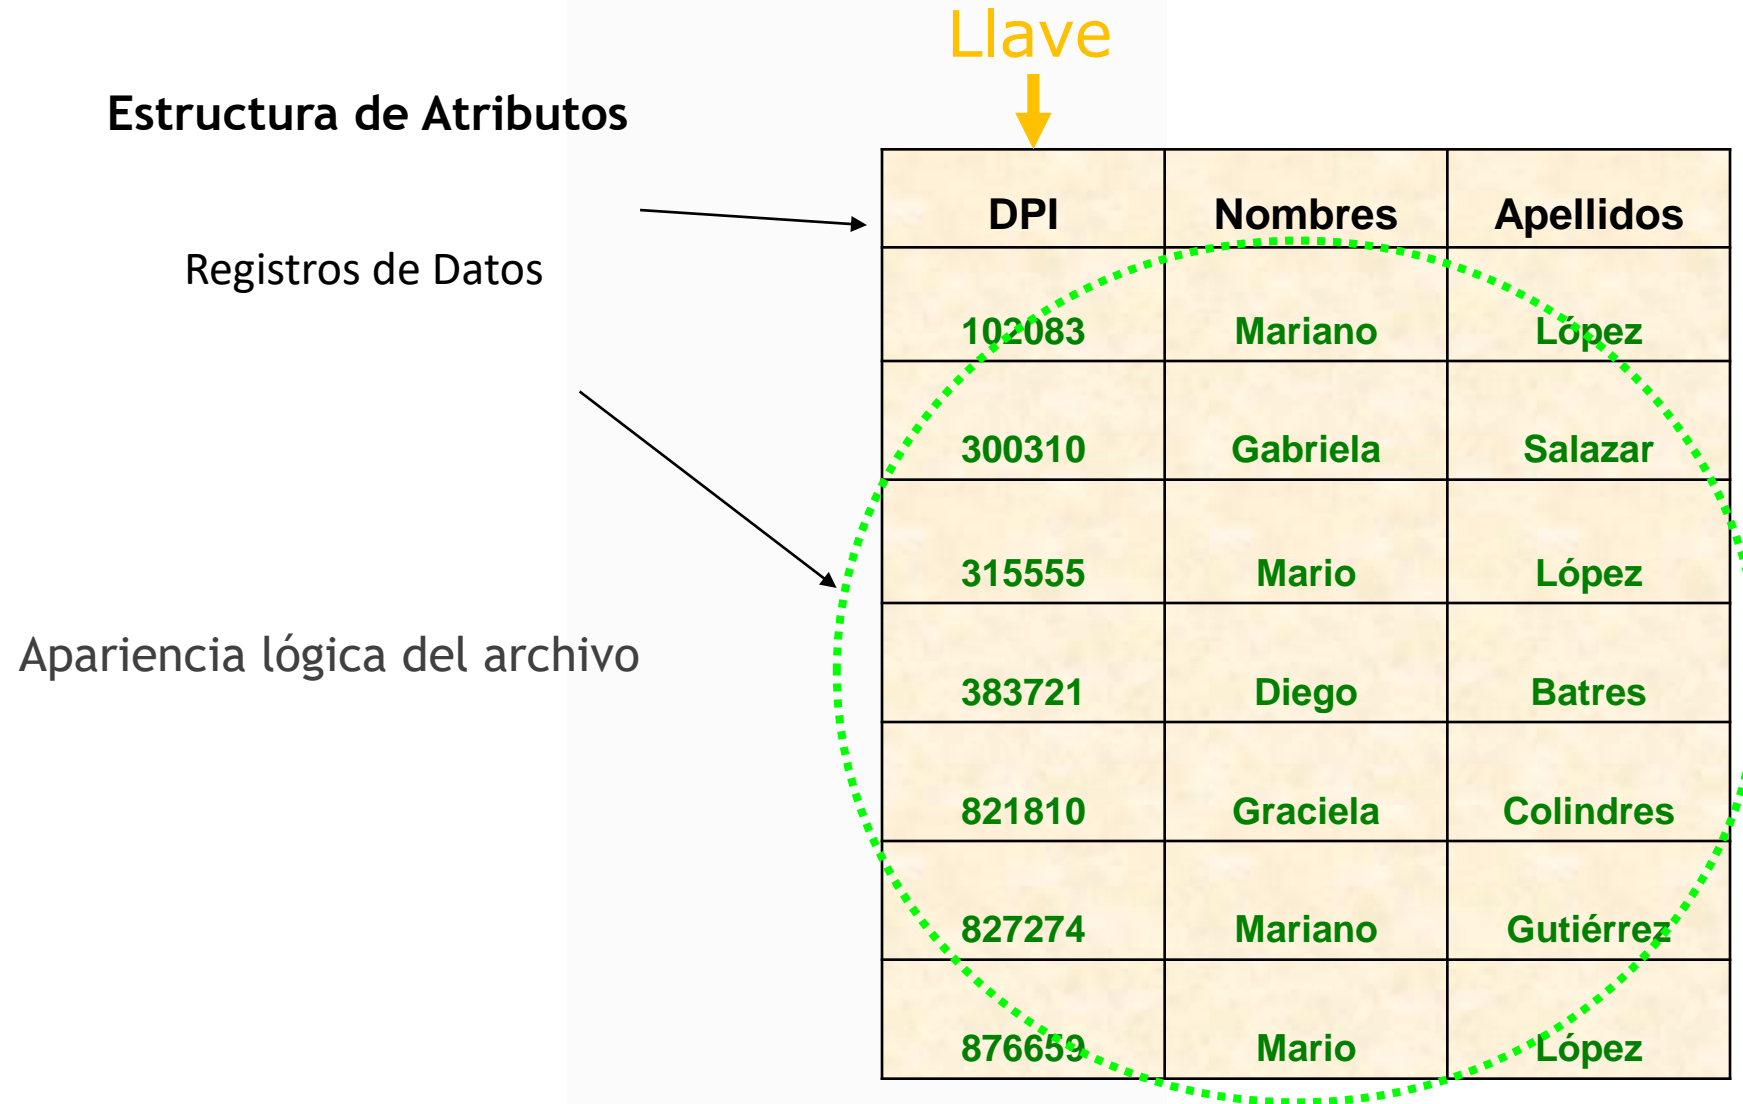 Llave
Estructura de Atributos
Registros de Datos
Apariencia lógica del archivo
DPI Nombres Apellidos
102083 Mariano López
300310 Gabriela Salazar
315555 Mario López
383721 Diego Batres
821810 Graciela Colindres
827274 Mariano Gutiérrez
876659 Mario López